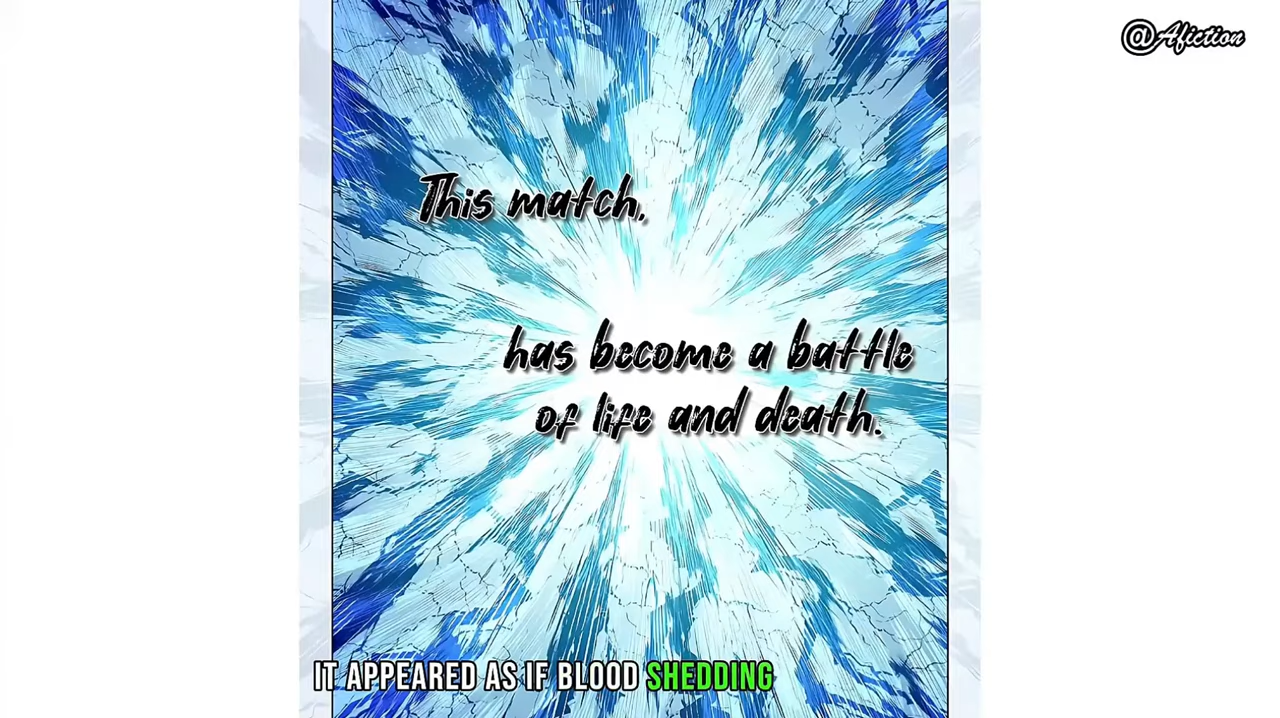 @Afiction
This match,
has become a battle
of life and death.
IT APPEARED AS IF BLOOD SHEDDING